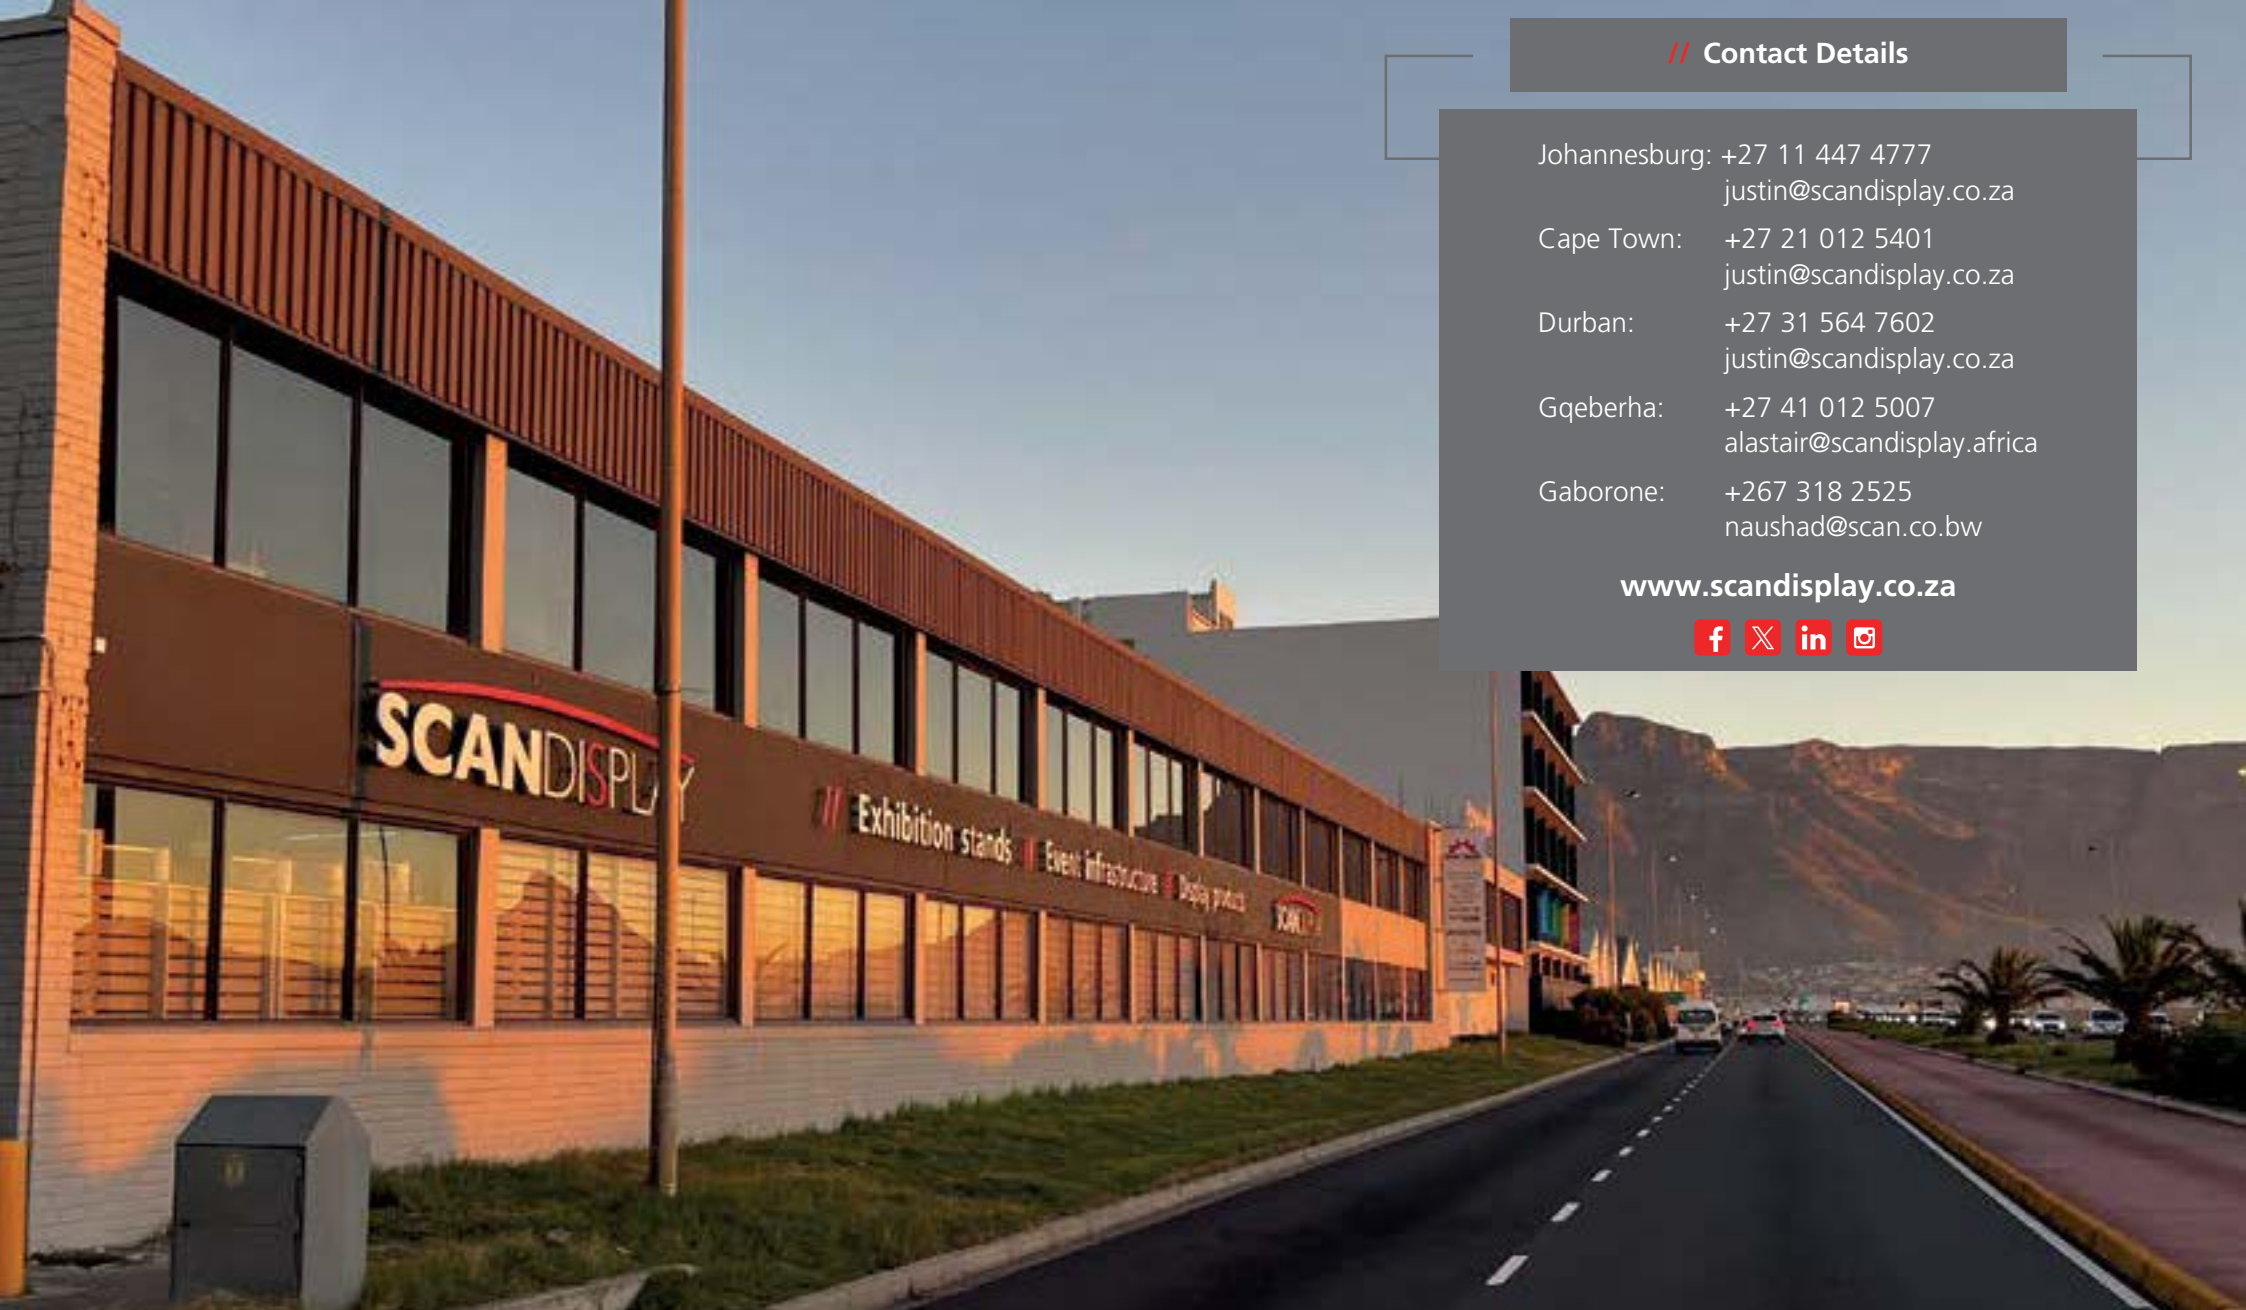 // Contact Details
Johannesburg: +27 11 447 4777
justin@scandisplay.co.za
Cape Town: +27 21 012 5401
justin@scandisplay.co.za
Durban: +27 31 564 7602
justin@scandisplay.co.za
Gqeberha: +27 41 012 5007
alastair@scandisplay.africa
Gaborone: +267 318 2525
naushad@scan.co.bw
www.scandisplay.co.za
SCANDISPLAY
// Exhibition stands // Event infrastructure // Display products